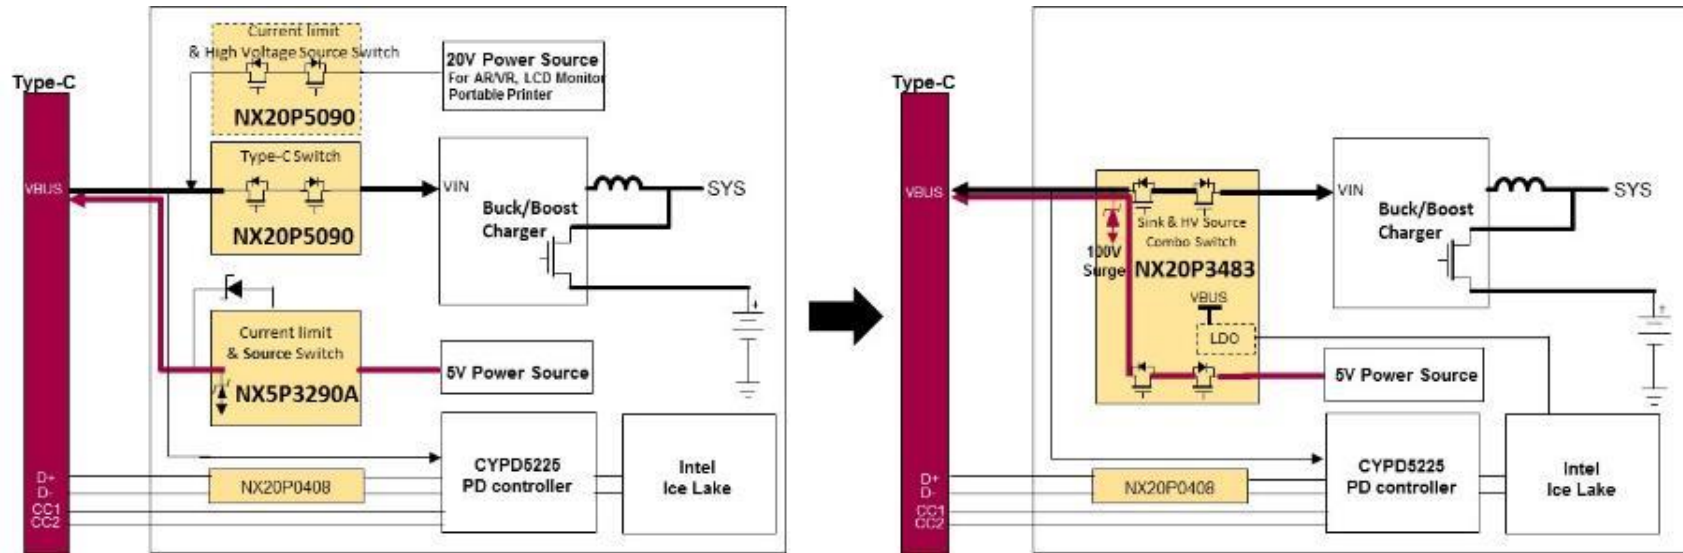 Type-C
VBUS
D+
D-
CC1
CC2
Current limit
& High Voltage Source Switch
NX20P5090
20V Power Source
For AR/VR, LCD Monitor
Portable Printer
Type-C Switch
NX20P5090
VIN
Buck/Boost
Charger
SYS
+
Current limit
& Source Switch
NX5P3290A
5V Power Source
NX20P0408
CYPD5225
PD controller
Intel
Ice Lake
Type-C
VBUS
D+
D-
CC1
CC2
100V
Surge
Sink & HV Source
Combo Switch
NX20P3483
VBUS
LDO
VIN
Buck/Boost
Charger
SYS
+
5V Power Source
NX20P0408
CYPD5225
PD controller
Intel
Ice Lake